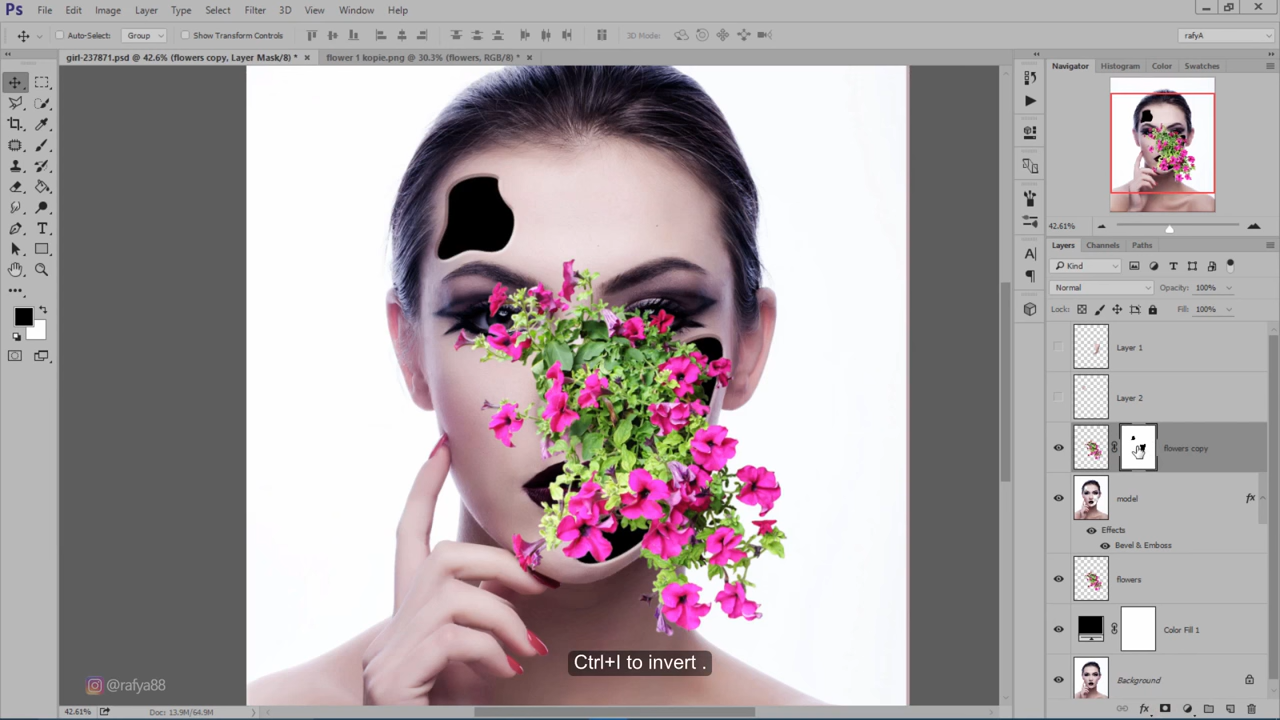 Ps File Edit Image Layer Type Select Filter 3D View Window Help
Auto-Select: Group Show Transform Controls 3D Mode: rafyA
girl-237871.psd @ 42.6% (flowers copy, Layer Mask/8) * × flower 1 kopie.png @ 30.3% (flowers, RGB/8) * ×
Navigator Histogram Color Swatches
42.61%
Layers Channels Paths
Kind
Normal Opacity: 100%
Lock: Fill: 100%
Layer 1
Layer 2
flowers copy
model fx
Effects
Bevel & Emboss
flowers
Color Fill 1
Background
Ctrl+I to invert .
@rafya88
42.61% Doc: 13.9M/64.9M
fx